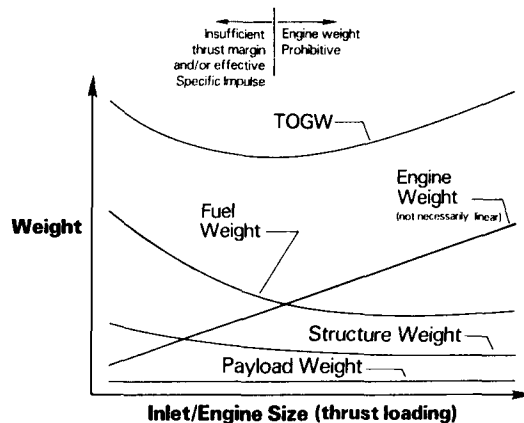 Insufficient
thrust margin
and/or effective
Specific Impulse
Engine weight
Prohibitive
TOGW
Engine
Weight
(not necessarily linear)
Fuel
Weight
Weight
Structure Weight
Payload Weight
Inlet/Engine Size (thrust loading)